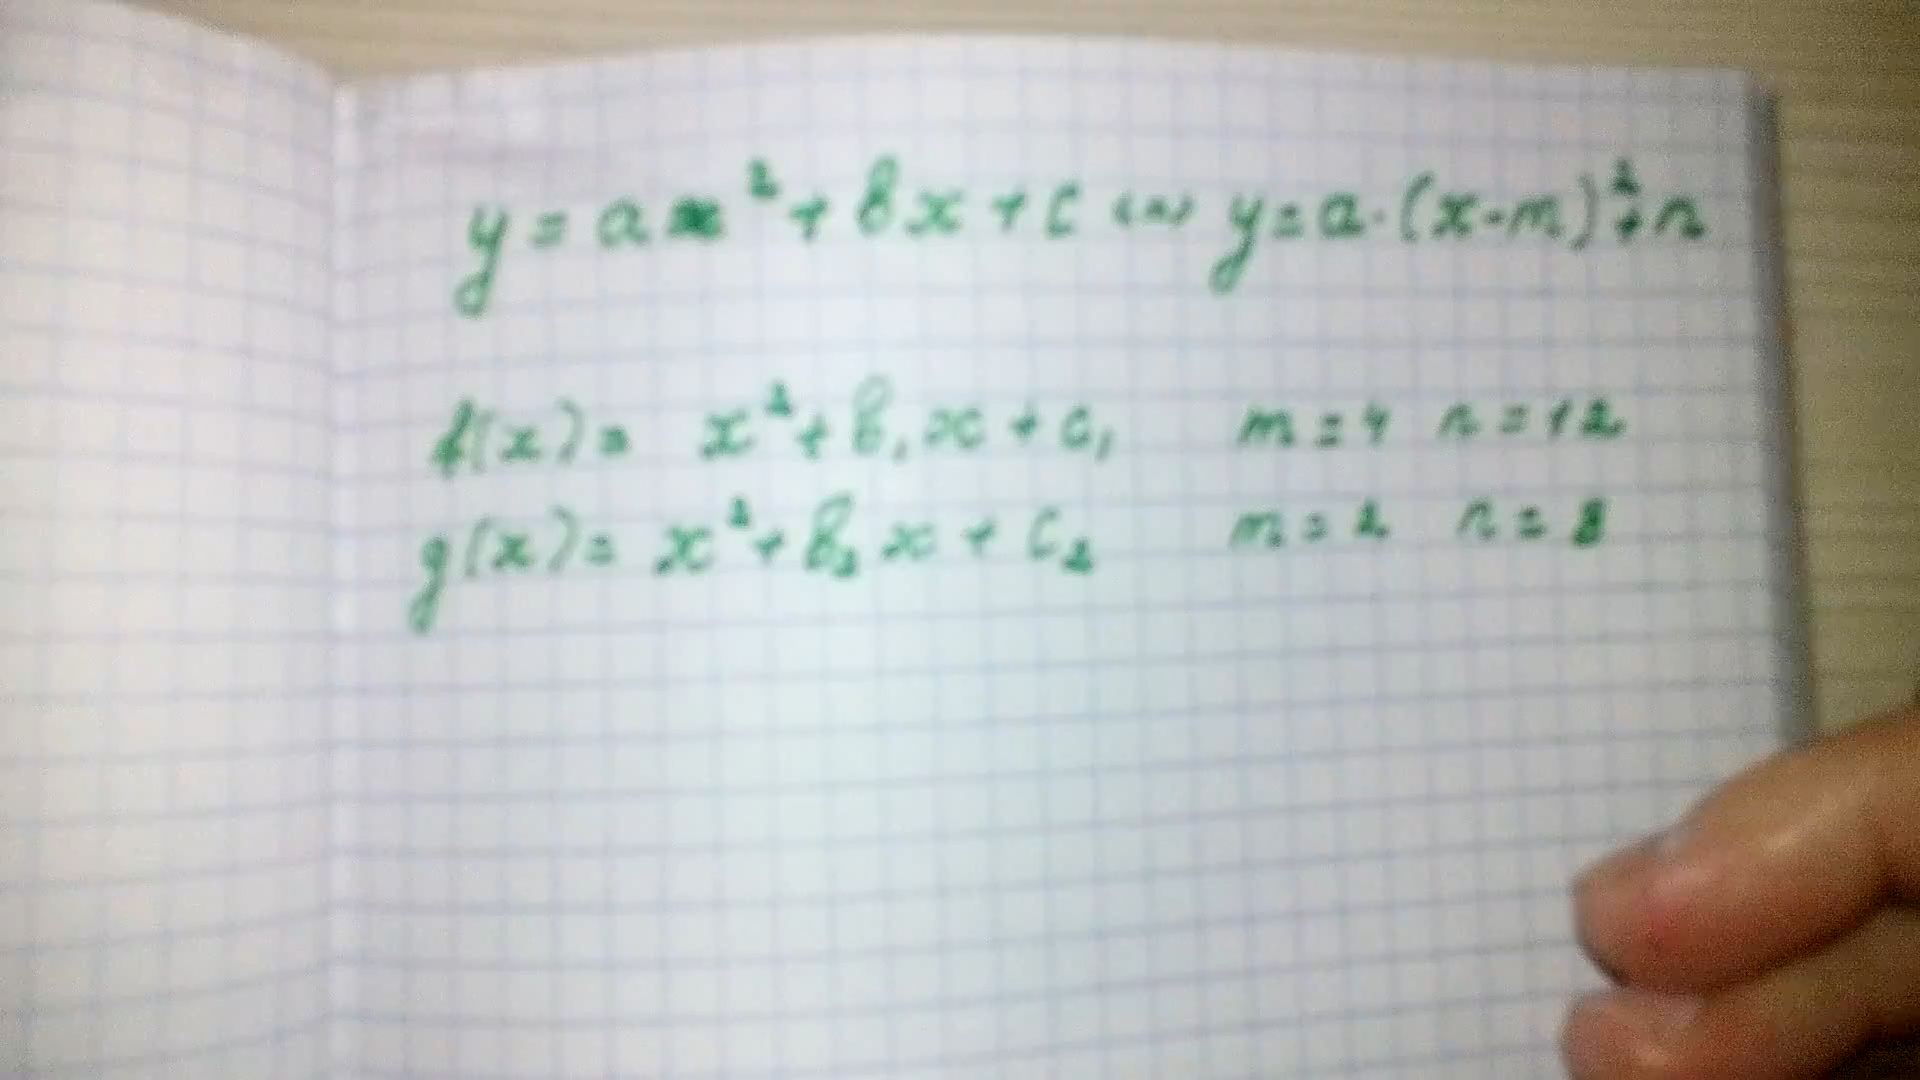 y = ax² + bx + c <=> y = a·(x-m)² + n
f(x) = x² + b₁x + c₁ m = 4 n = 12
g(x) = x² + b₂x + c₂ m = 2 n = 8